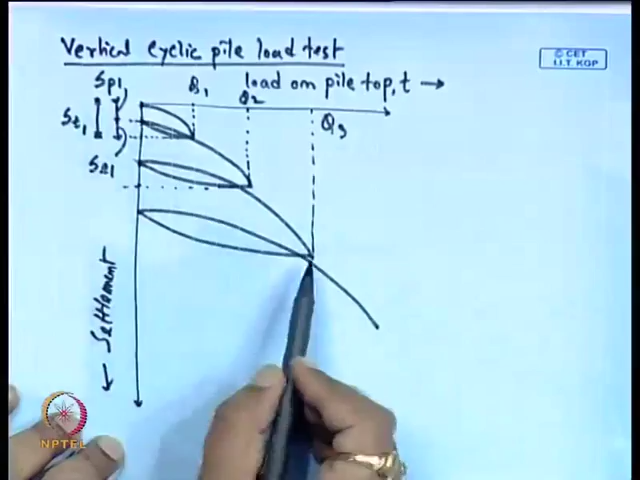 Vertical cyclic pile load test
© CET
I.I.T. KGP
Sp1
Q1
load on pile top, t →
Q2
St1
Q3
Se1
← Settlement
NPTEL